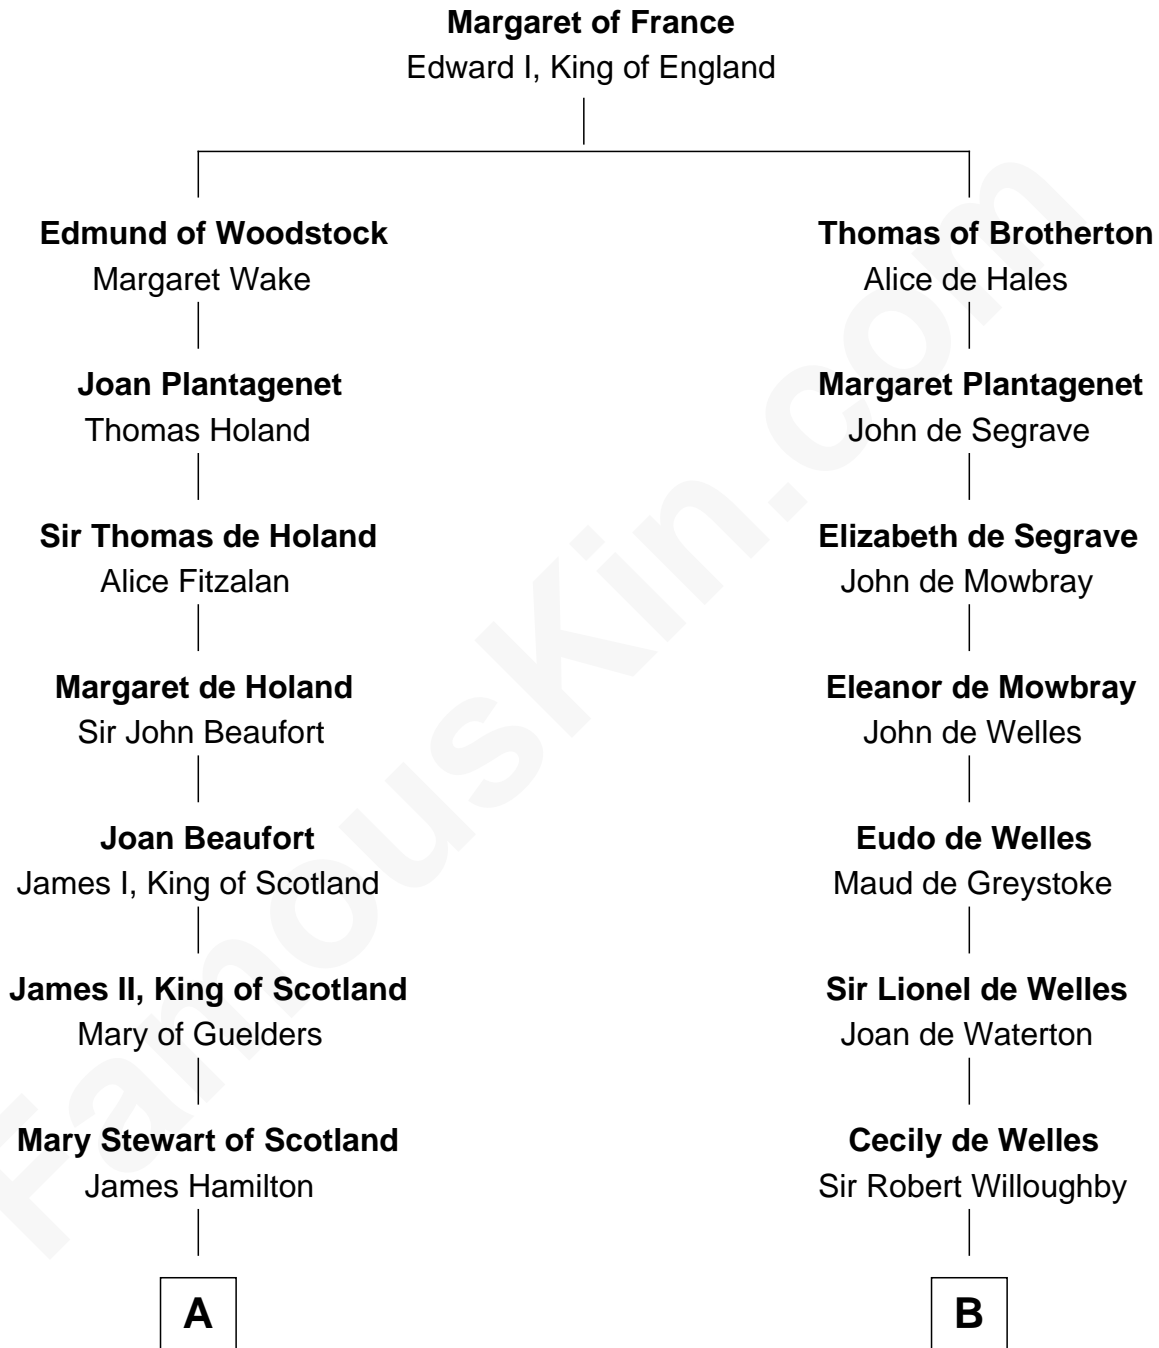 Margaret of France
Edward I, King of England
Edmund of Woodstock
Margaret Wake
Thomas of Brotherton
Alice de Hales
Joan Plantagenet
Thomas Holand
Margaret Plantagenet
John de Segrave
Sir Thomas de Holand
Alice Fitzalan
Elizabeth de Segrave
John de Mowbray
Margaret de Holand
Sir John Beaufort
Eleanor de Mowbray
John de Welles
Joan Beaufort
James I, King of Scotland
Eudo de Welles
Maud de Greystoke
James II, King of Scotland
Mary of Guelders
Sir Lionel de Welles
Joan de Waterton
Mary Stewart of Scotland
James Hamilton
Cecily de Welles
Sir Robert Willoughby
A
B
FamousKin.com